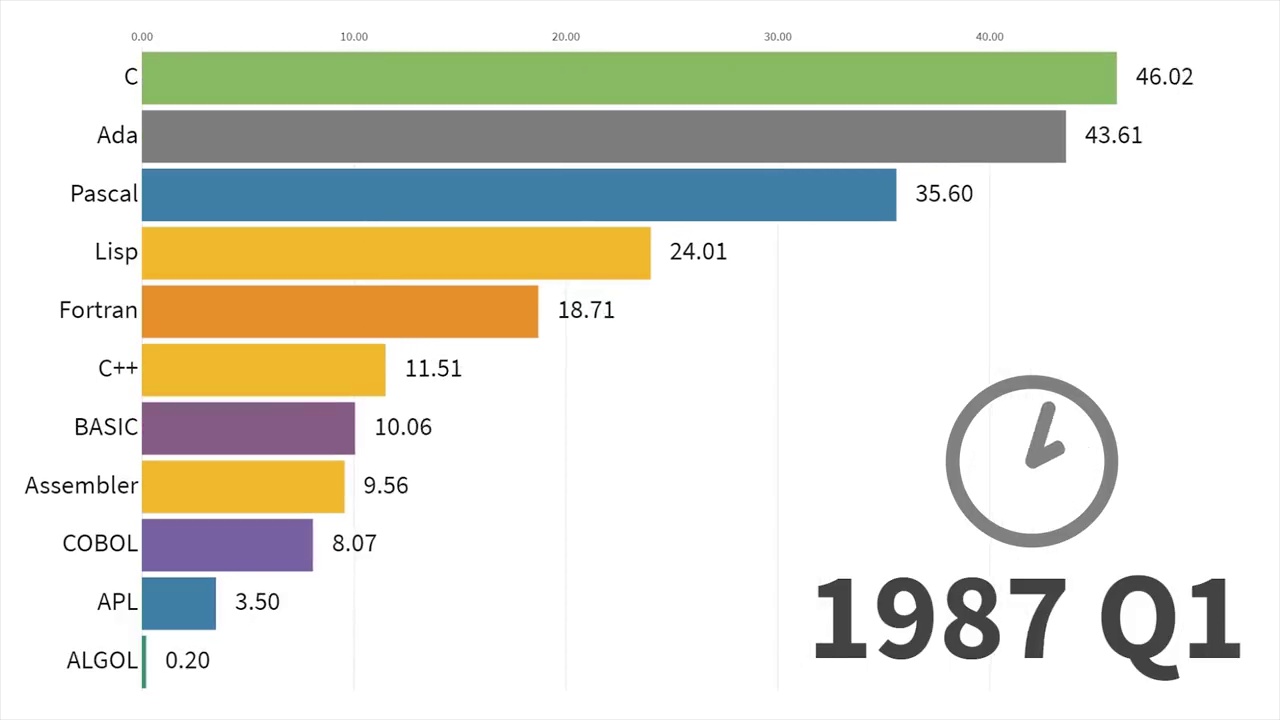 0.00 10.00 20.00 30.00 40.00
C 46.02
Ada 43.61
Pascal 35.60
Lisp 24.01
Fortran 18.71
C++ 11.51
BASIC 10.06
Assembler 9.56
COBOL 8.07
APL 3.50
ALGOL 0.20
1987 Q1